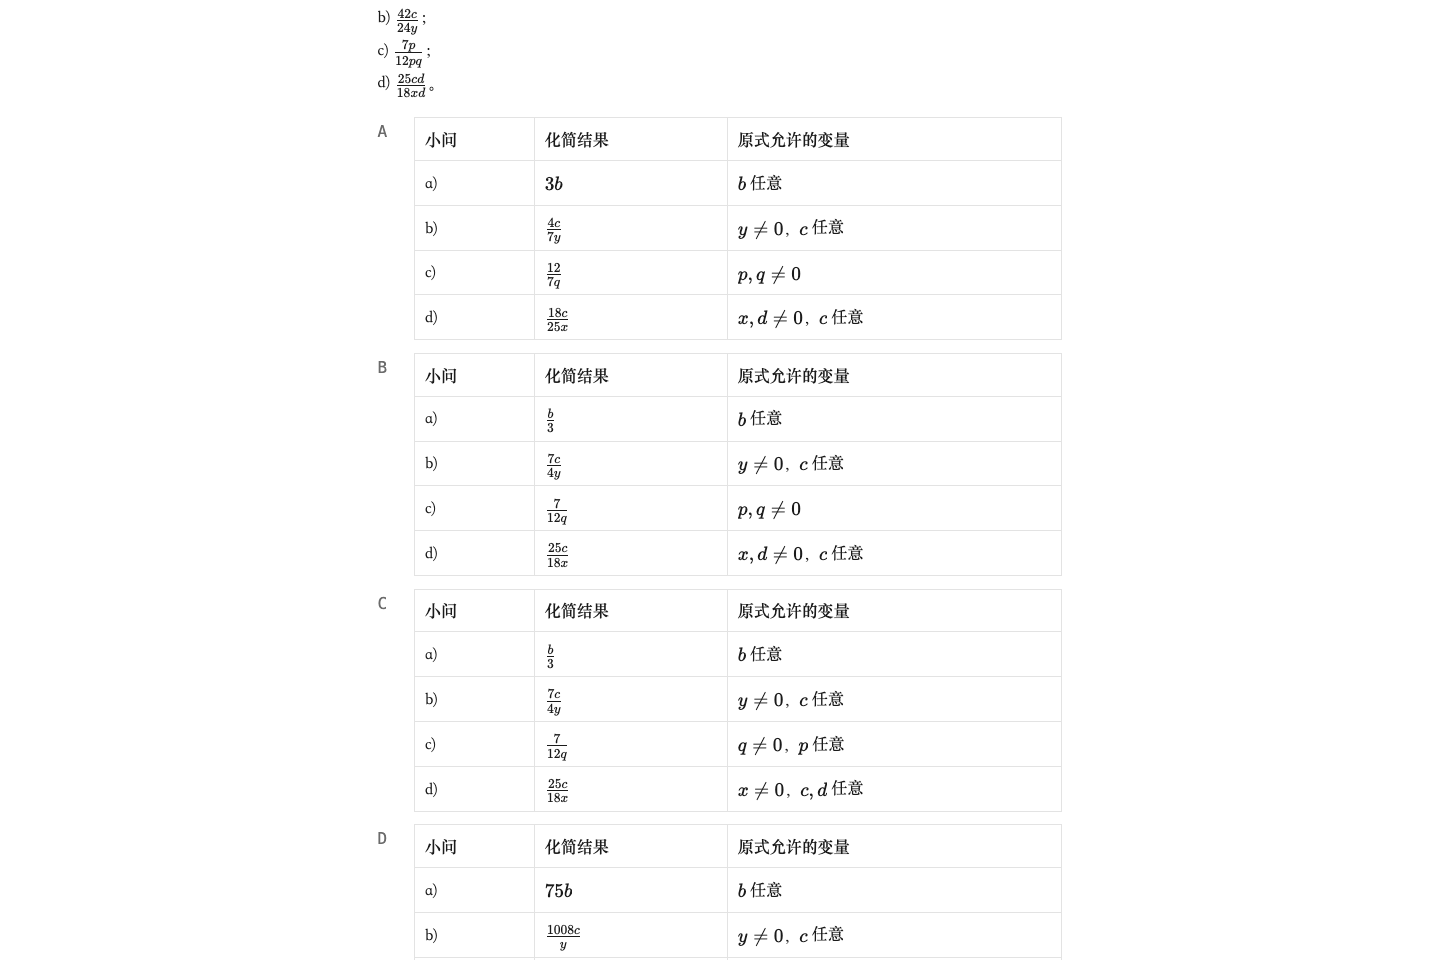 b) 42c/24y ;
c) 7p/12pq ;
d) 25cd/18xd 。
A
小问 化简结果 原式允许的变量
a) 3b b 任意
b) 4c/7y y ≠ 0, c 任意
c) 12/7q p, q ≠ 0
d) 18c/25x x, d ≠ 0, c 任意
B
小问 化简结果 原式允许的变量
a) b/3 b 任意
b) 7c/4y y ≠ 0, c 任意
c) 7/12q p, q ≠ 0
d) 25c/18x x, d ≠ 0, c 任意
C
小问 化简结果 原式允许的变量
a) b/3 b 任意
b) 7c/4y y ≠ 0, c 任意
c) 7/12q q ≠ 0, p 任意
d) 25c/18x x ≠ 0, c, d 任意
D
小问 化简结果 原式允许的变量
a) 75b b 任意
b) 1008c/y y ≠ 0, c 任意